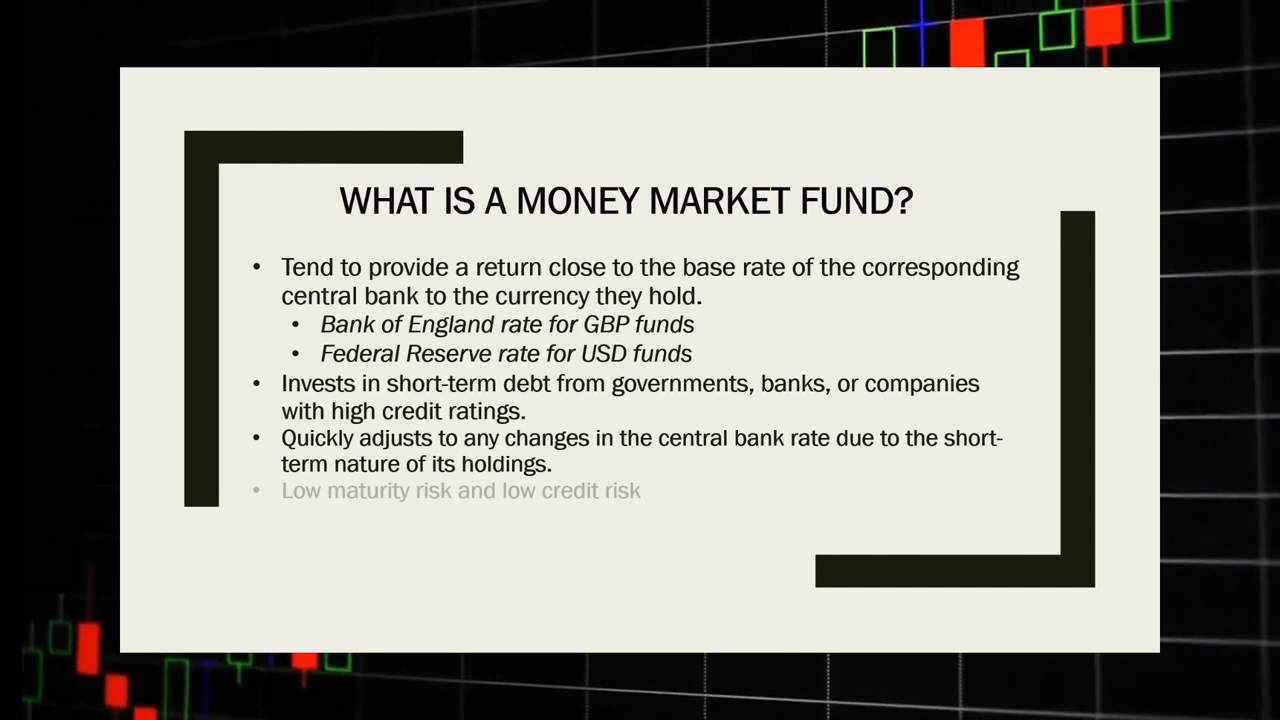 WHAT IS A MONEY MARKET FUND?
• Tend to provide a return close to the base rate of the corresponding
central bank to the currency they hold.
• Bank of England rate for GBP funds
• Federal Reserve rate for USD funds
• Invests in short-term debt from governments, banks, or companies
with high credit ratings.
• Quickly adjusts to any changes in the central bank rate due to the short-
term nature of its holdings.
• Low maturity risk and low credit risk